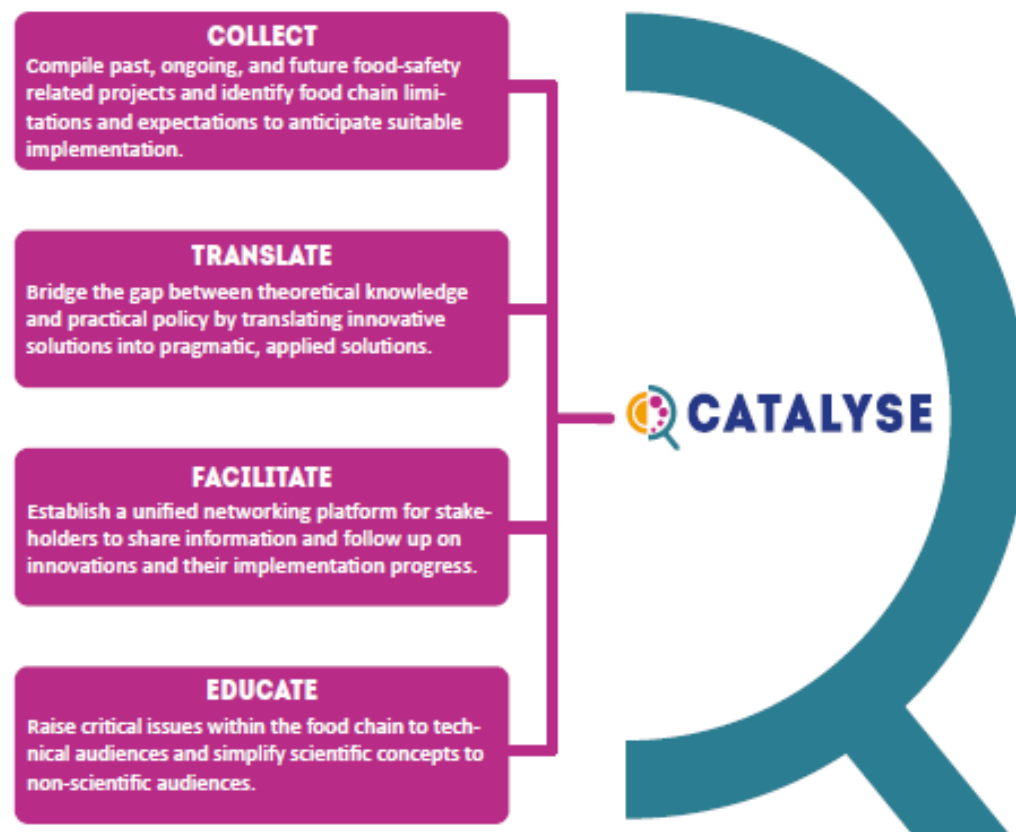 COLLECT
Compile past, ongoing, and future food-safety
related projects and identify food chain limi-
tations and expectations to anticipate suitable
implementation.
TRANSLATE
Bridge the gap between theoretical knowledge
and practical policy by translating innovative
solutions into pragmatic, applied solutions.
FACILITATE
Establish a unified networking platform for stake-
holders to share information and follow up on
innovations and their implementation progress.
EDUCATE
Raise critical issues within the food chain to tech-
nical audiences and simplify scientific concepts to
non-scientific audiences.
CATALYSE